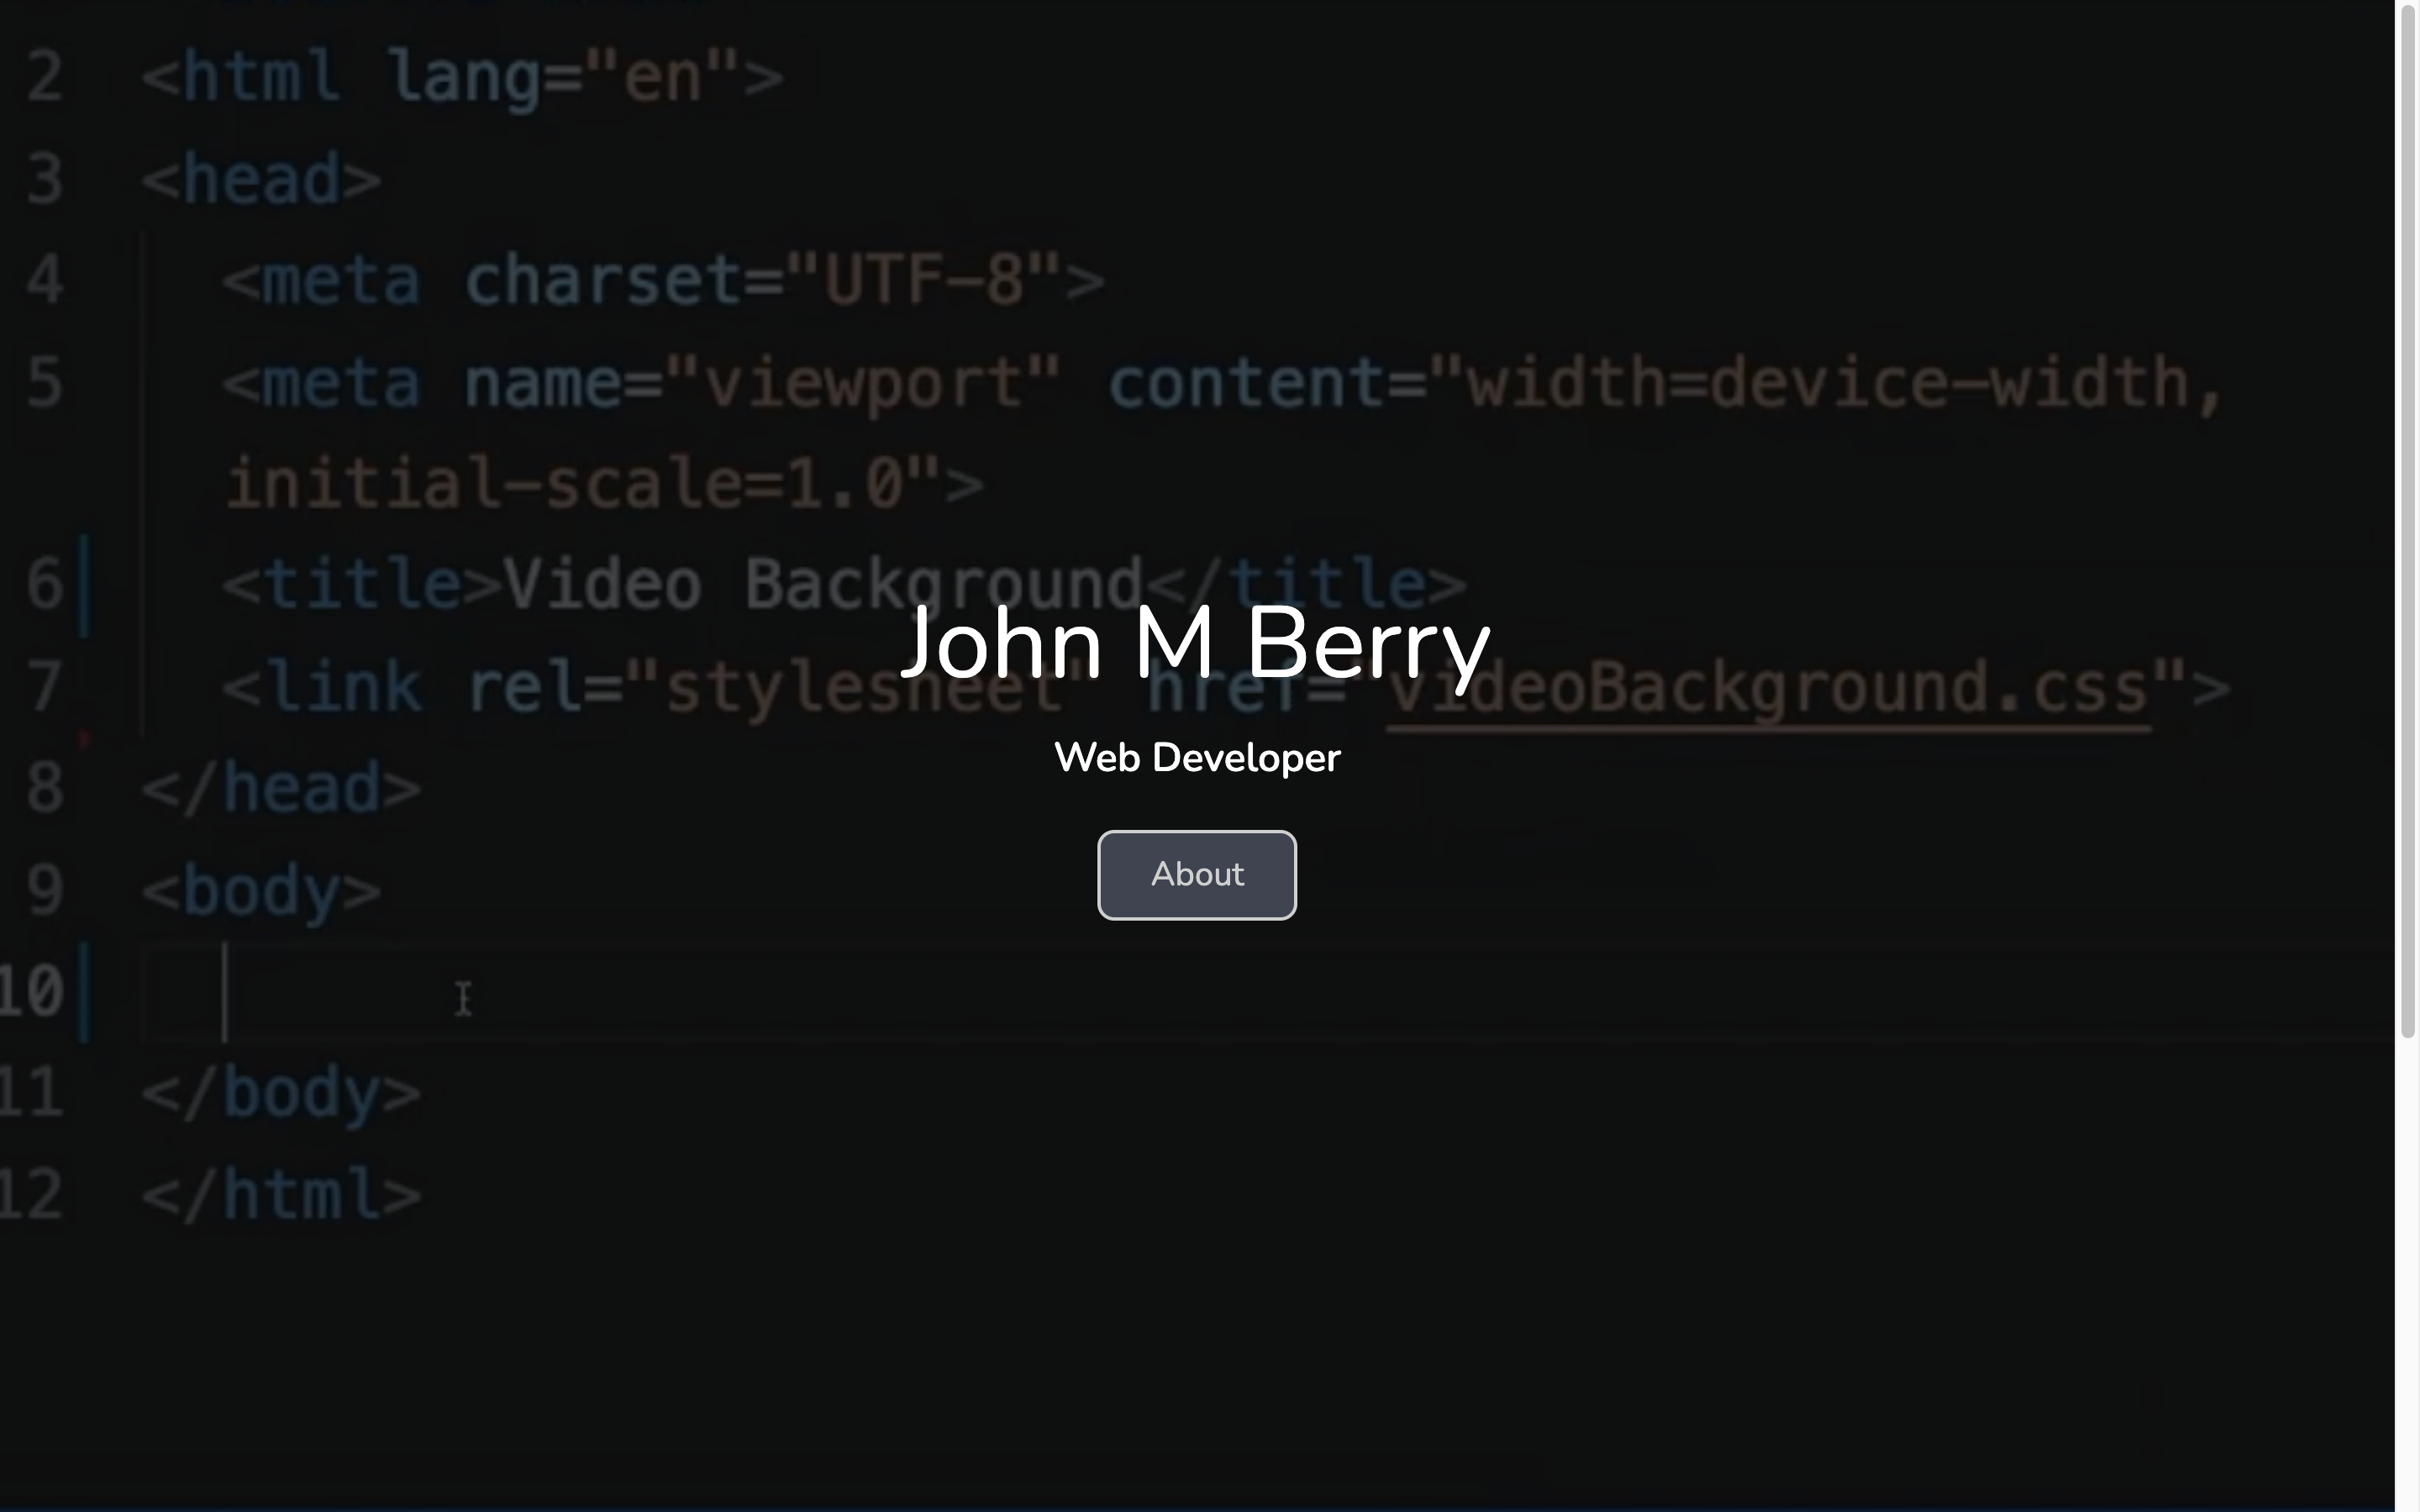 2 <html lang="en">
3 <head>
4 <meta charset="UTF-8">
5 <meta name="viewport" content="width=device-width,
initial-scale=1.0">
6 <title>Video Background</title>
John M Berry
7 <link rel="stylesheet" href="videoBackground.css">
Web Developer
8 </head>
About
9 <body>
10
11 </body>
12 </html>